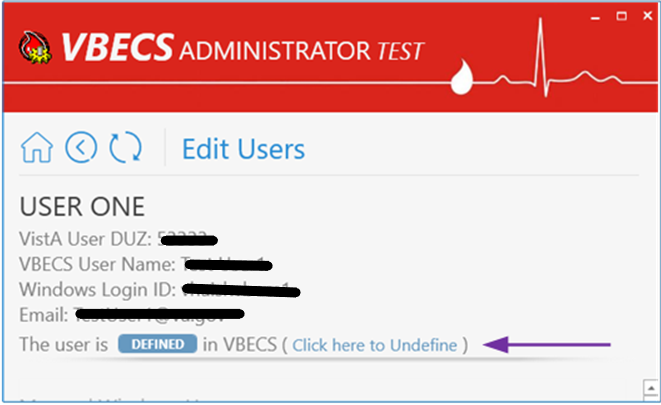 VBECS ADMINISTRATOR TEST
Edit Users
USER ONE
VistA User DUZ:
VBECS User Name:
Windows Login ID:
Email:
The user is DEFINED in VBECS ( Click here to Undefine )